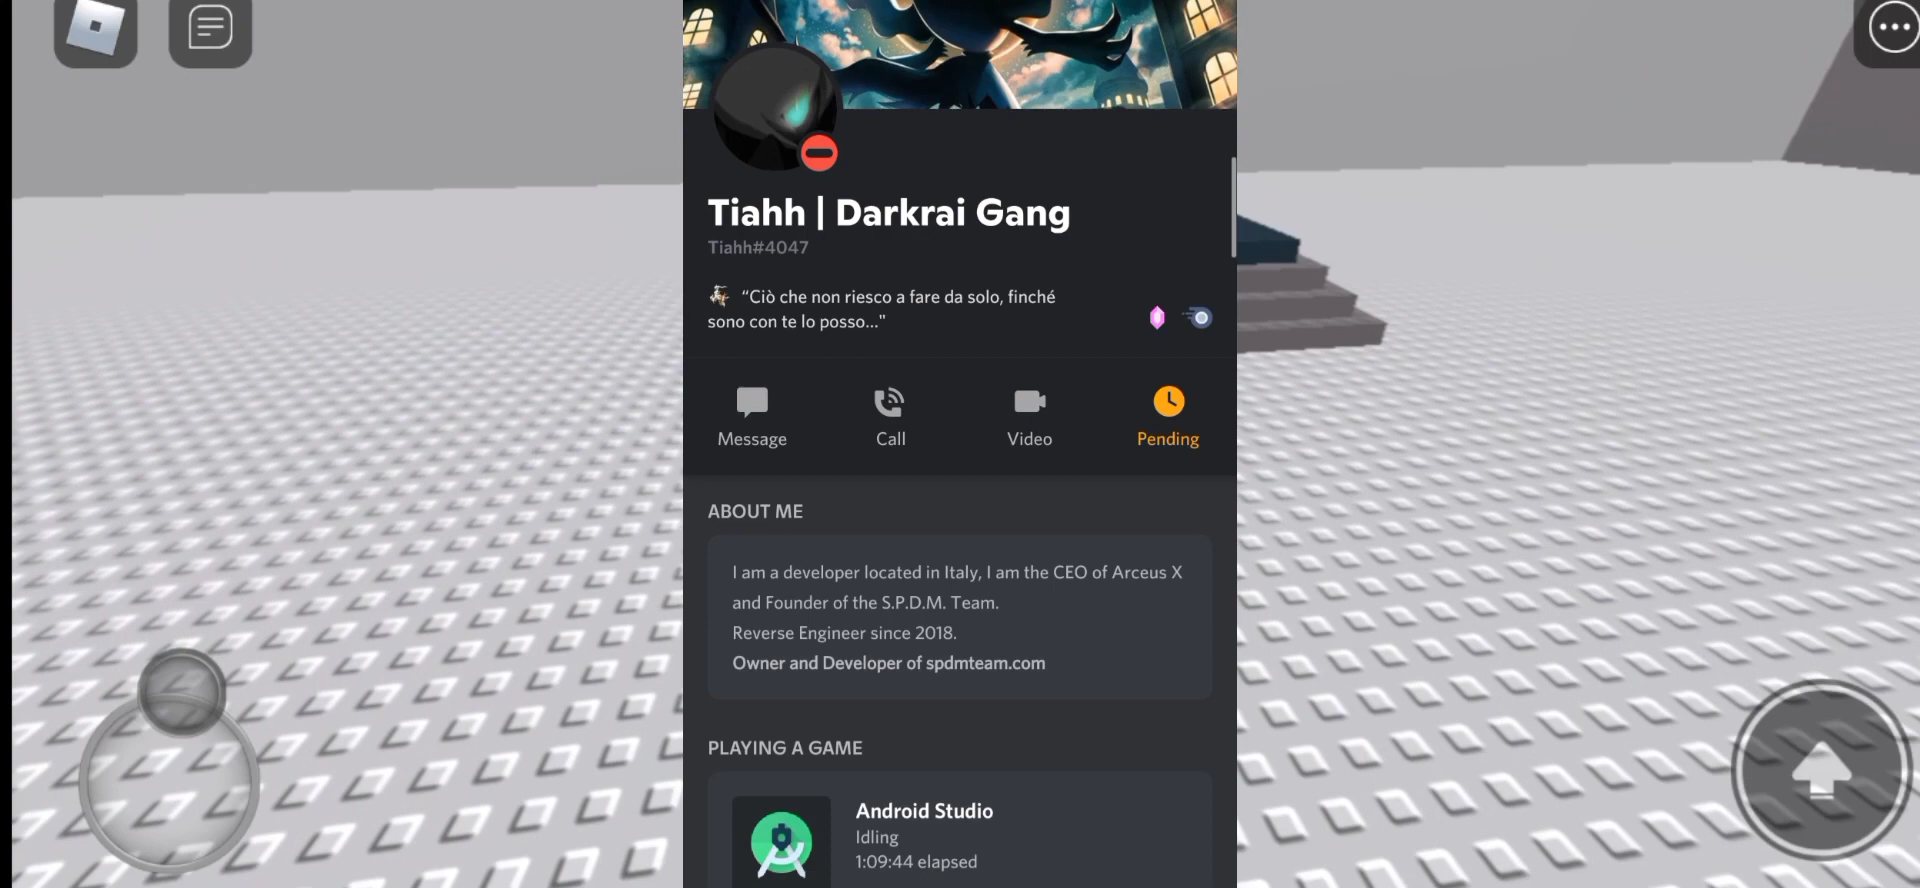 Tiahh | Darkrai Gang
Tiahh#4047
“Ciò che non riesco a fare da solo, finché
sono con te lo posso..."
Message
Call
Video
Pending
ABOUT ME
I am a developer located in Italy, I am the CEO of Arceus X
and Founder of the S.P.D.M. Team.
Reverse Engineer since 2018.
Owner and Developer of spdmteam.com
PLAYING A GAME
Android Studio
Idling
1:09:44 elapsed